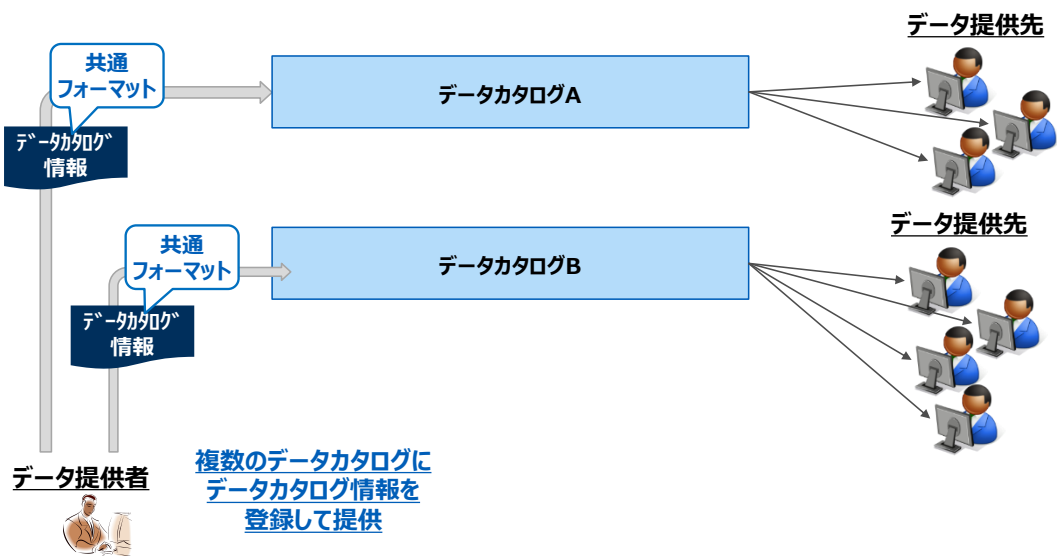 データ提供先
共通
フォーマット
データカタログA
ﾃﾞｰﾀｶﾀﾛｸﾞ
情報
データ提供先
共通
フォーマット
データカタログB
ﾃﾞｰﾀｶﾀﾛｸﾞ
情報
データ提供者
複数のデータカタログに
データカタログ情報を
登録して提供